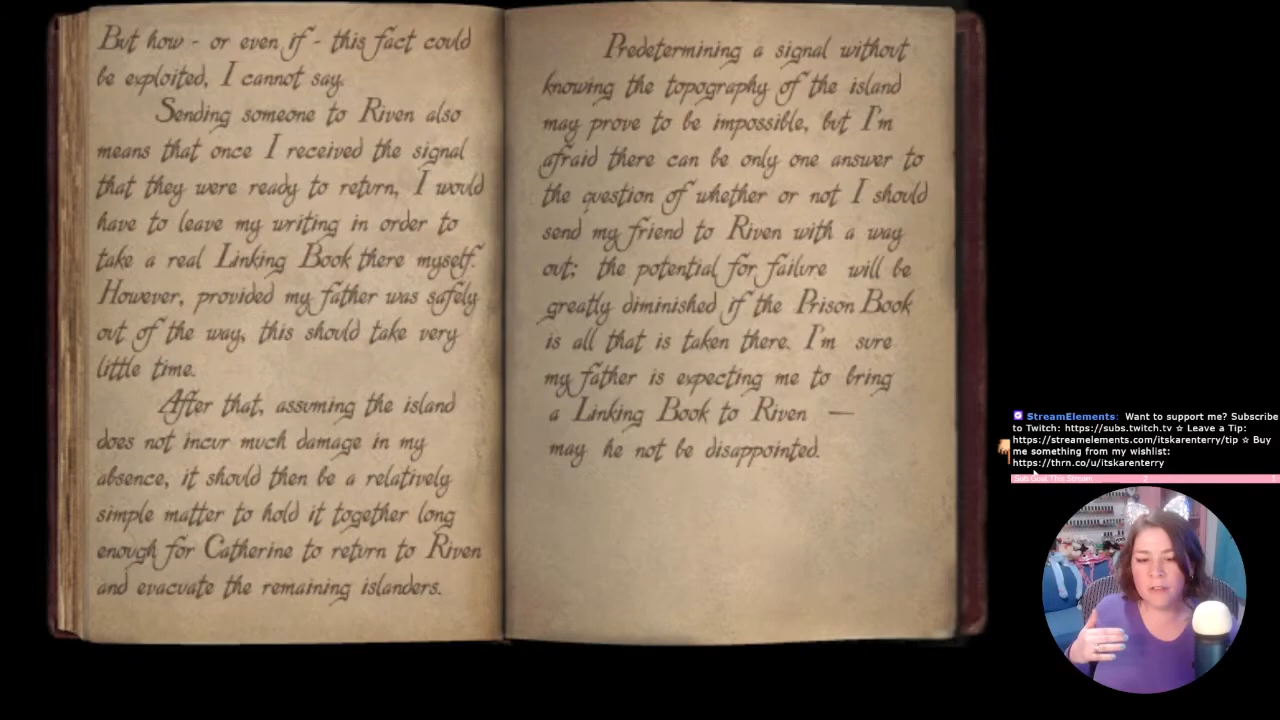 But how - or even if - this fact could
be exploited, I cannot say.
Sending someone to Riven also
means that once I received the signal
that they were ready to return, I would
have to leave my writing in order to
take a real Linking Book there myself.
However, provided my father was safely
out of the way, this should take very
little time.
After that, assuming the island
does not incur much damage in my
absence, it should then be a relatively
simple matter to hold it together long
enough for Catherine to return to Riven
and evacuate the remaining islanders.
Predetermining a signal without
knowing the topography of the island
may prove to be impossible, but I'm
afraid there can be only one answer to
the question of whether or not I should
send my friend to Riven with a way
out; the potential for failure will be
greatly diminished if the Prison Book
is all that is taken there. I'm sure
my father is expecting me to bring
a Linking Book to Riven —
may he not be disappointed.
StreamElements: Want to support me? Subscribe
to Twitch: https://subs.twitch.tv ☆ Leave a Tip:
https://streamelements.com/itskarenterry/tip ☆ Buy
me something from my wishlist:
https://thrn.co/u/itskarenterry
Sub Goal This Stream 2